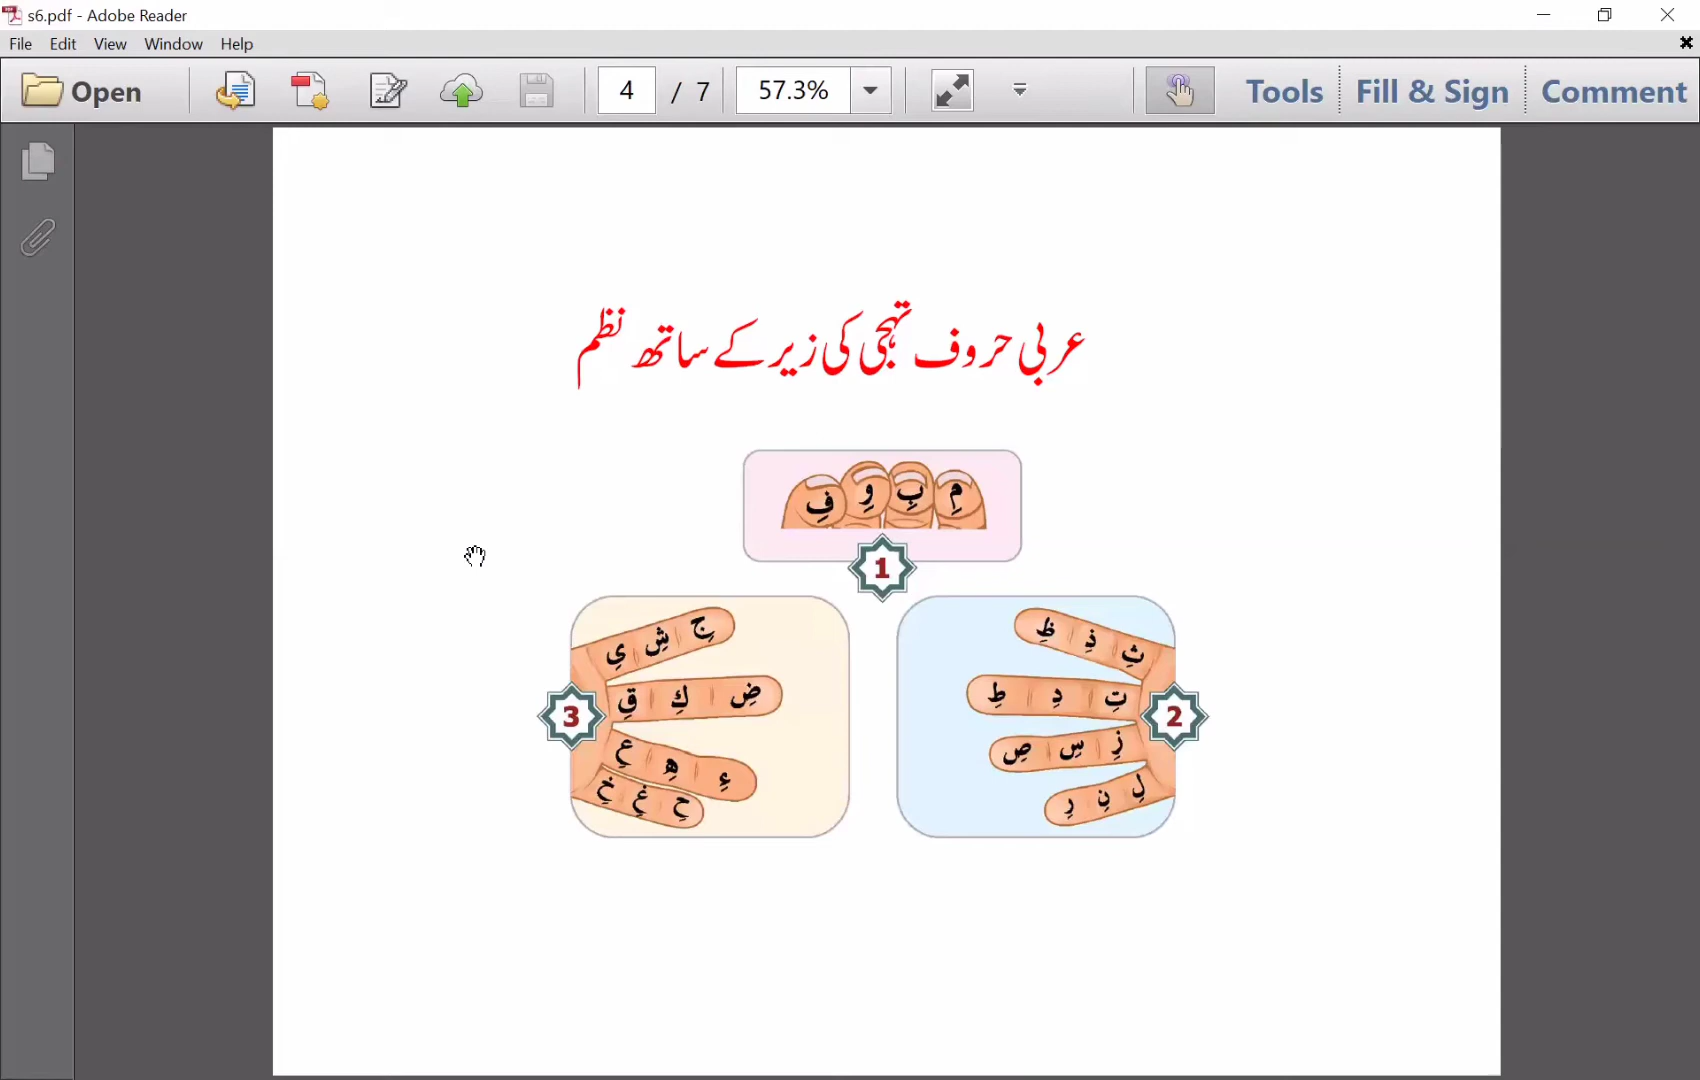 s6.pdf - Adobe Reader
File Edit View Window Help
Open 4 / 7 57.3% Tools Fill & Sign Comment
عربی حروف تہجی کی زیر کے ساتھ نظم
مِ بِ وِ فِ
1
ثِ ذِ ظِ
تِ دِ طِ
2
زِ سِ صِ
لِ نِ رِ
جِ شِ يِ
ضِ كِ قِ
3
ءِ هِ عِ
حِ غِ خِ